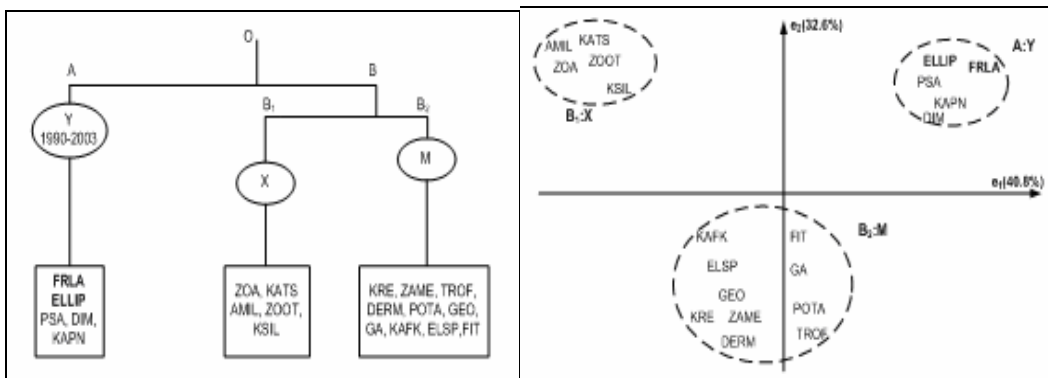 O
A
B
Y
1990-2003
B₁
B₂
X
M
FRLA
ELLIP
PSA, DIM,
KAPN
ZOA, KATS
AMIL, ZOOT,
KSIL
KRE, ZAME, TROF,
DERM, POTA, GEO,
GA, KAFK, ELSP,FIT
e₂(32.6%)
AMIL KATS
ZOA ZOOT
KSIL
B₁:X
A:Y
ELLIP FRLA
PSA
KAPN
DIM
e₁(40.8%)
B₂:M
KAFK FIT
ELSP GA
GEO
POTA
KRE ZAME
TROF
DERM